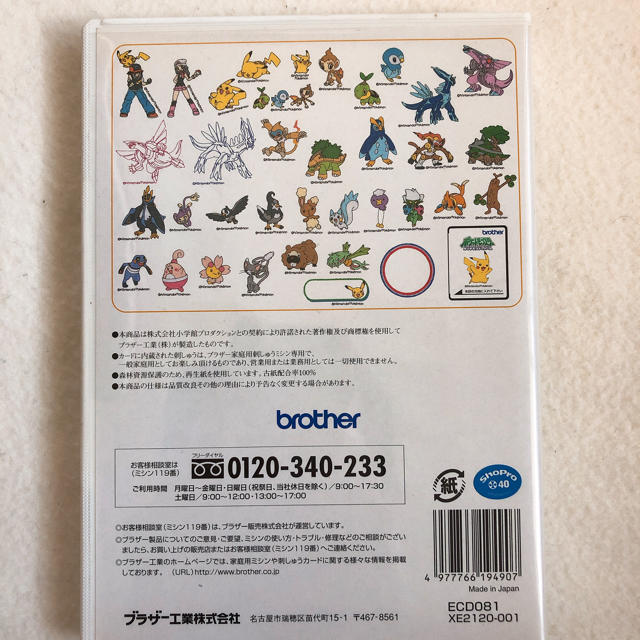 brother
●本商品は株式会社小学館プロダクションとの契約により許諾された著作権及び商標権を使用して
ブラザー工業(株)が製造したものです。
●カードに内蔵された刺しゅうは、ブラザー家庭用刺しゅうミシン専用で、
一般家庭用としてお楽しみ頂けるものであり、営業用または業務用としては一切使用できません。
●森林資源保護のため、再生紙を使用しています。古紙配合率100%
●本商品の仕様は品質改良その他の理由により予告なく変更する場合があります。
brother
お客様相談室は
(ミシン119番)
フリーダイヤル
0120-340-233
ご利用時間
月曜日~金曜日・日曜日(祝祭日、当社休日を除く)/9:00~17:30
土曜日/9:00~12:00・13:00~17:00
紙
ShoPro
40
◎お客様相談室(ミシン119番)は、ブラザー販売株式会社が運営しています。
◎ブラザー製品についてのご意見・ご要望、ミシンの使い方・トラブル・修理などのご相談がござい
ましたら、お買い上げの販売店またはお客様相談室(ミシン119番)へご連絡ください。
◎ブラザー工業のホームページでは、家庭用ミシンや刺しゅうカードに関する様々な情報を掲載
しております。(URL)http://www.brother.co.jp
4 977766 194907
Made in Japan
ブラザー工業株式会社
名古屋市瑞穂区苗代町15-1 〒467-8561
ECD081
XE2120-001